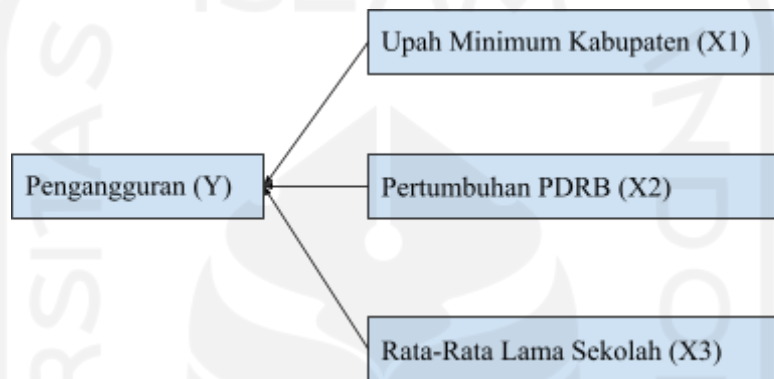 Upah Minimum Kabupaten (X1)
Pengangguran (Y)
Pertumbuhan PDRB (X2)
Rata-Rata Lama Sekolah (X3)